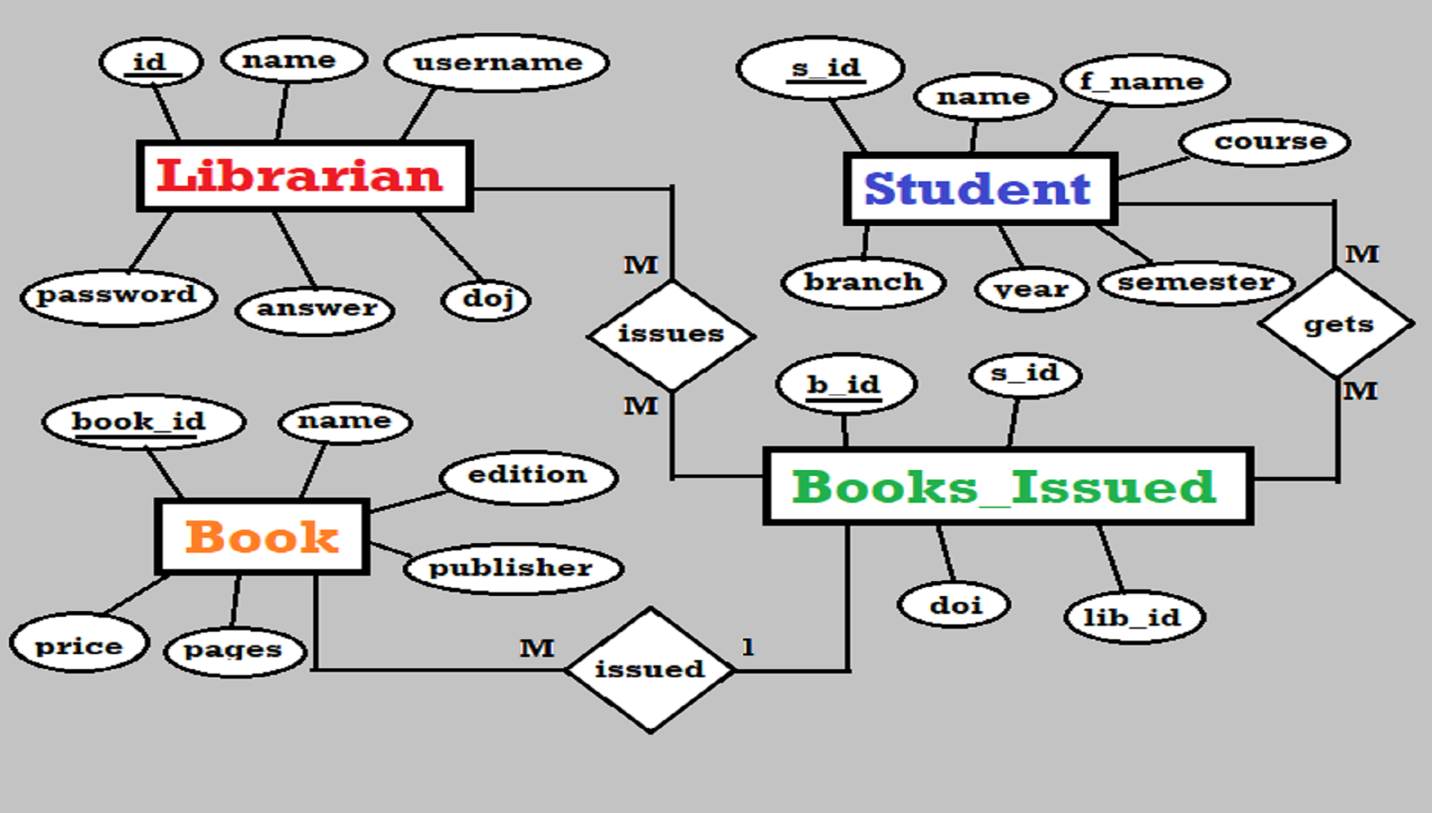 id
name
username
Librarian
password
answer
doj
s_id
name
f_name
course
Student
branch
year
semester
M
issues
M
M
gets
M
book_id
name
edition
Book
publisher
price
pages
b_id
s_id
Books_Issued
doi
lib_id
M
issued
1